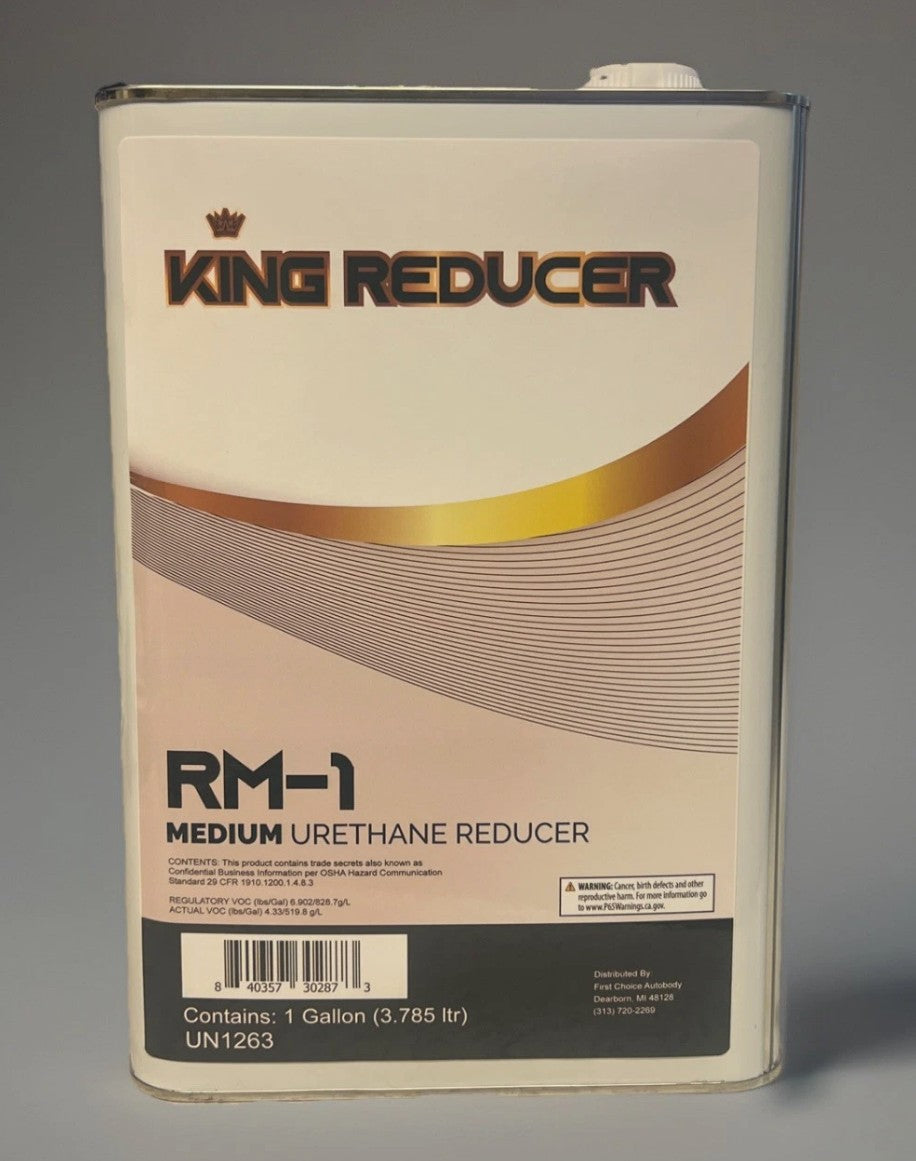 KING REDUCER
RM-1
MEDIUM URETHANE REDUCER
CONTENTS: This product contains trade secrets also known as
Confidential Business Information per OSHA Hazard Communication
Standard 29 CFR 1910.1200.1.4.8.3
REGULATORY VOC (lbs/Gal) 6.902/828.7g/L
ACTUAL VOC (lbs/Gal) 4.33/519.8 g/L
WARNING: Cancer, birth defects and other
reproductive harm. For more information go
to www.P65Warnings.ca.gov.
8 40357 30287 3
Contains: 1 Gallon (3.785 ltr)
UN1263
Distributed By
First Choice Autobody
Dearborn, MI 48126
(313) 720-2269